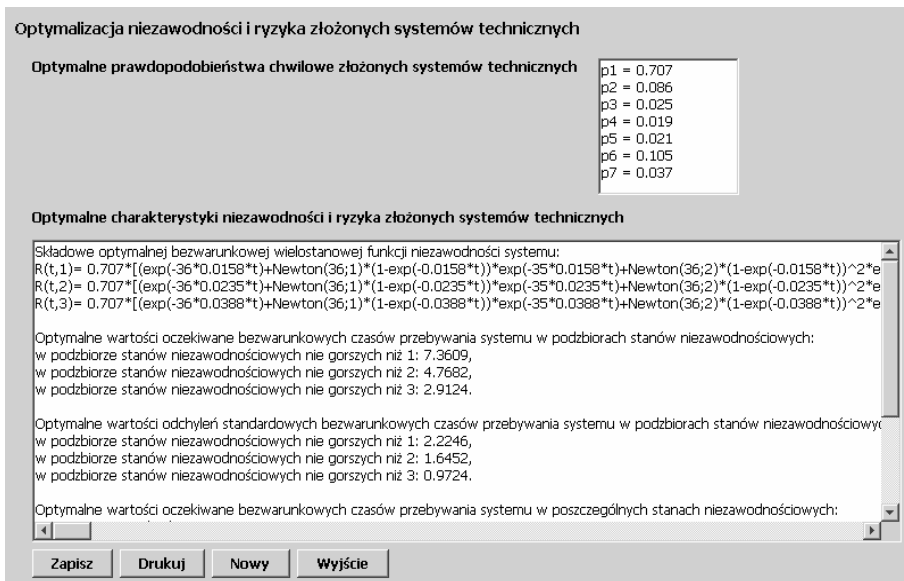 Optymalizacja niezawodności i ryzyka złożonych systemów technicznych
Optymalne prawdopodobieństwa chwilowe złożonych systemów technicznych
p1 = 0.707
p2 = 0.086
p3 = 0.025
p4 = 0.019
p5 = 0.021
p6 = 0.105
p7 = 0.037
Optymalne charakterystyki niezawodności i ryzyka złożonych systemów technicznych
Składowe optymalnej bezwarunkowej wielostanowej funkcji niezawodności systemu:
R(t,1)= 0.707*[(exp(-36*0.0158*t)+Newton(36;1)*(1-exp(-0.0158*t))*exp(-35*0.0158*t)+Newton(36;2)*(1-exp(-0.0158*t))^2*e
R(t,2)= 0.707*[(exp(-36*0.0235*t)+Newton(36;1)*(1-exp(-0.0235*t))*exp(-35*0.0235*t)+Newton(36;2)*(1-exp(-0.0235*t))^2*e
R(t,3)= 0.707*[(exp(-36*0.0388*t)+Newton(36;1)*(1-exp(-0.0388*t))*exp(-35*0.0388*t)+Newton(36;2)*(1-exp(-0.0388*t))^2*e
Optymalne wartości oczekiwane bezwarunkowych czasów przebywania systemu w podzbiorach stanów niezawodnościowych:
w podzbiorze stanów niezawodnościowych nie gorszych niż 1: 7.3609,
w podzbiorze stanów niezawodnościowych nie gorszych niż 2: 4.7682,
w podzbiorze stanów niezawodnościowych nie gorszych niż 3: 2.9124.
Optymalne wartości odchyleń standardowych bezwarunkowych czasów przebywania systemu w podzbiorach stanów niezawodnościowyc
w podzbiorze stanów niezawodnościowych nie gorszych niż 1: 2.2246,
w podzbiorze stanów niezawodnościowych nie gorszych niż 2: 1.6452,
w podzbiorze stanów niezawodnościowych nie gorszych niż 3: 0.9724.
Optymalne wartości oczekiwane bezwarunkowych czasów przebywania systemu w poszczególnych stanach niezawodnościowych:
Zapisz Drukuj Nowy Wyjście